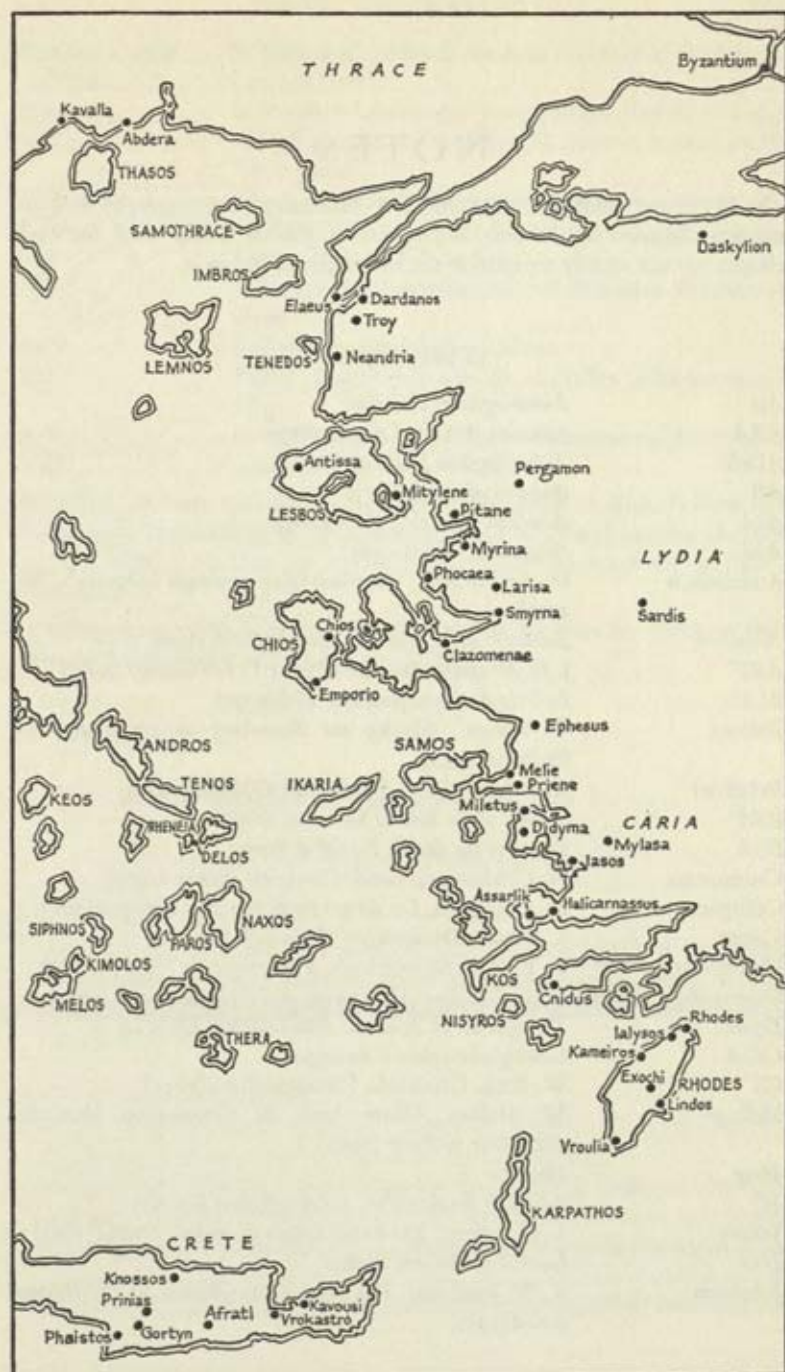 THRACE
Byzantium
Kavalla
Abdera
THASOS
SAMOTHRACE
Daskylion
IMBROS
Elaeus
Dardanos
Troy
LEMNOS
TENEDOS
Neandria
Antissa
Pergamon
Mitylene
LESBOS
Pitane
Myrina
LYDIA
Phocaea
Larisa
Sardis
Smyrna
Chios
CHIOS
Clazomenae
Emporio
Ephesus
ANDROS
SAMOS
Melie
TENOS
IKARIA
Priene
KEOS
Miletus
RHENEIA
Didyma
CARIA
Mylasa
DELOS
Jasos
Assarlik
Halicarnassus
SIPHNOS
PAROS
NAXOS
KIMOLOS
KOS
MELOS
Cnidus
NISYROS
Rhodes
THERA
Ialysos
Kameiros
Exochi
RHODES
Lindos
Vroulia
KARPATHOS
CRETE
Knossos
Prinias
Kavousi
Afrati
Vrokastro
Phaistos
Gortyn